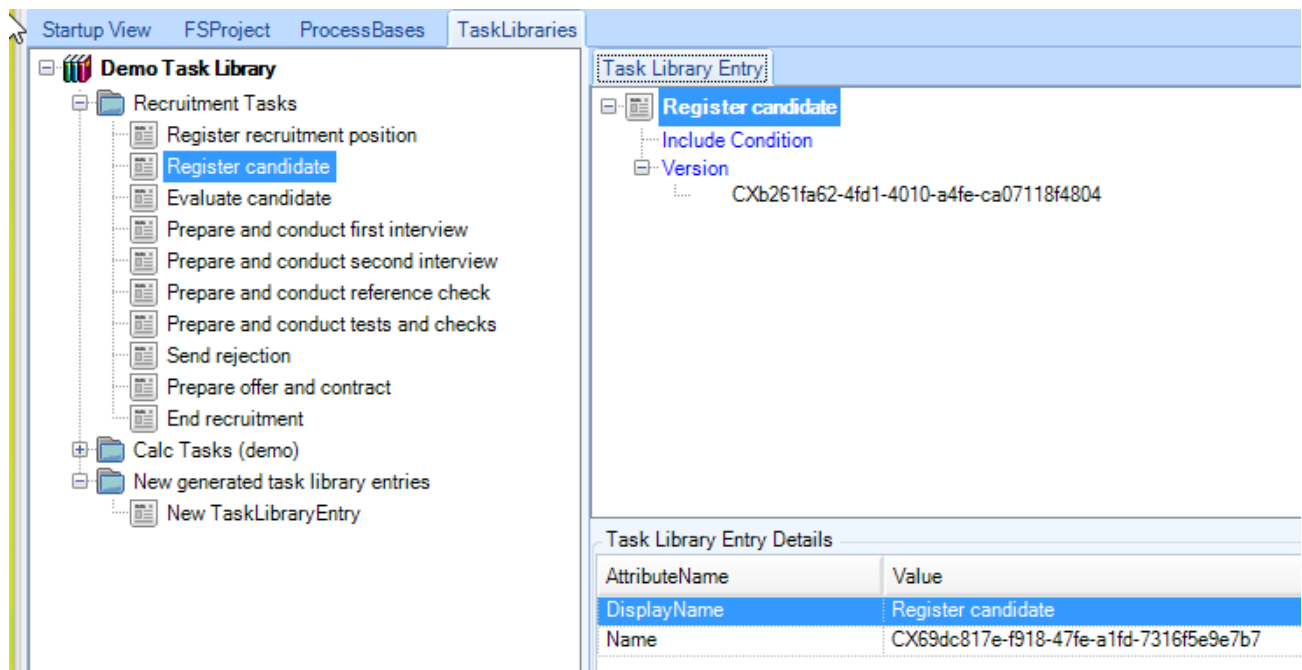 Startup View FSProject ProcessBases TaskLibraries
Demo Task Library
Recruitment Tasks
Register recruitment position
Register candidate
Evaluate candidate
Prepare and conduct first interview
Prepare and conduct second interview
Prepare and conduct reference check
Prepare and conduct tests and checks
Send rejection
Prepare offer and contract
End recruitment
Calc Tasks (demo)
New generated task library entries
New TaskLibraryEntry
Task Library Entry
Register candidate
Include Condition
Version
CXb261fa62-4fd1-4010-a4fe-ca07118f4804
Task Library Entry Details
AttributeName Value
DisplayName Register candidate
Name CX69dc817e-f918-47fe-a1fd-7316f5e9e7b7